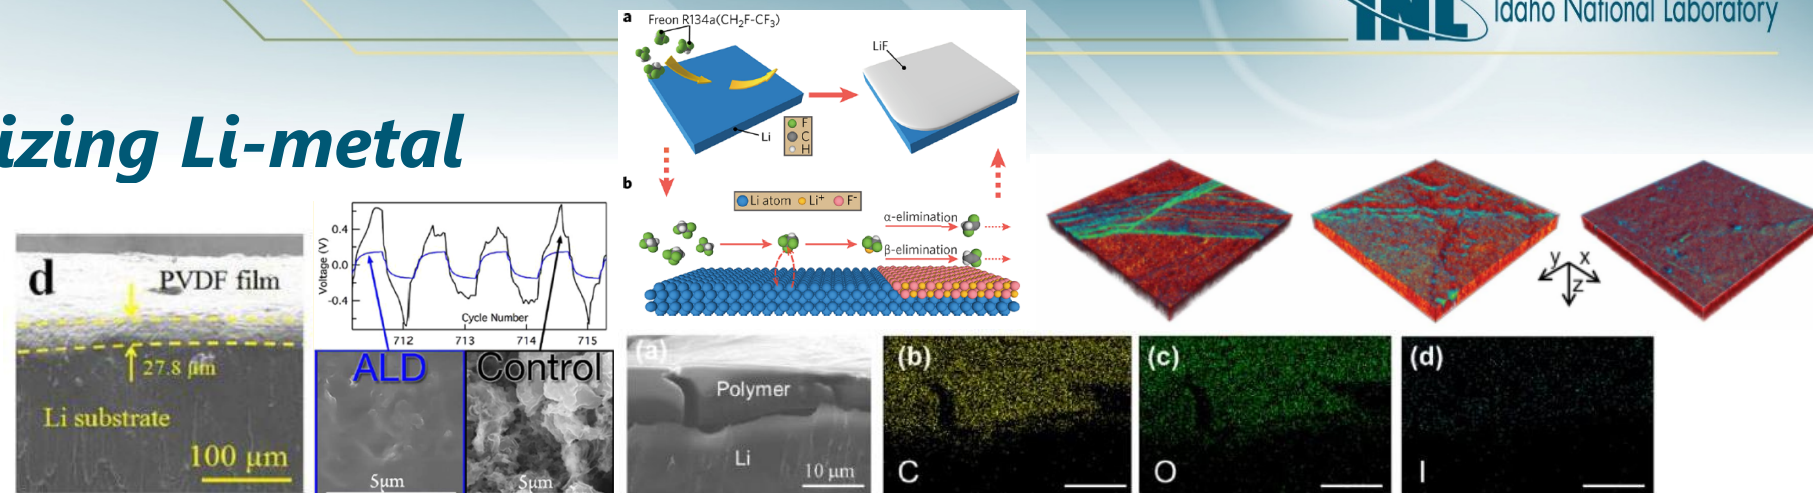 Idaho National Laboratory
izing Li-metal
a
Freon R134a(CH₂F-CF₃)
LiF
Li
F
C
H
b
Li atom Li⁺ F⁻
α-elimination
β-elimination
d
PVDF film
27.8 µm
Li substrate
100 µm
Voltage (V)
0.4
0.0
-0.4
Cycle Number
712 713 714 715
ALD
5µm
Control
5µm
y x
z
(a)
Polymer
Li
10 µm
(b)
C
(c)
O
(d)
I